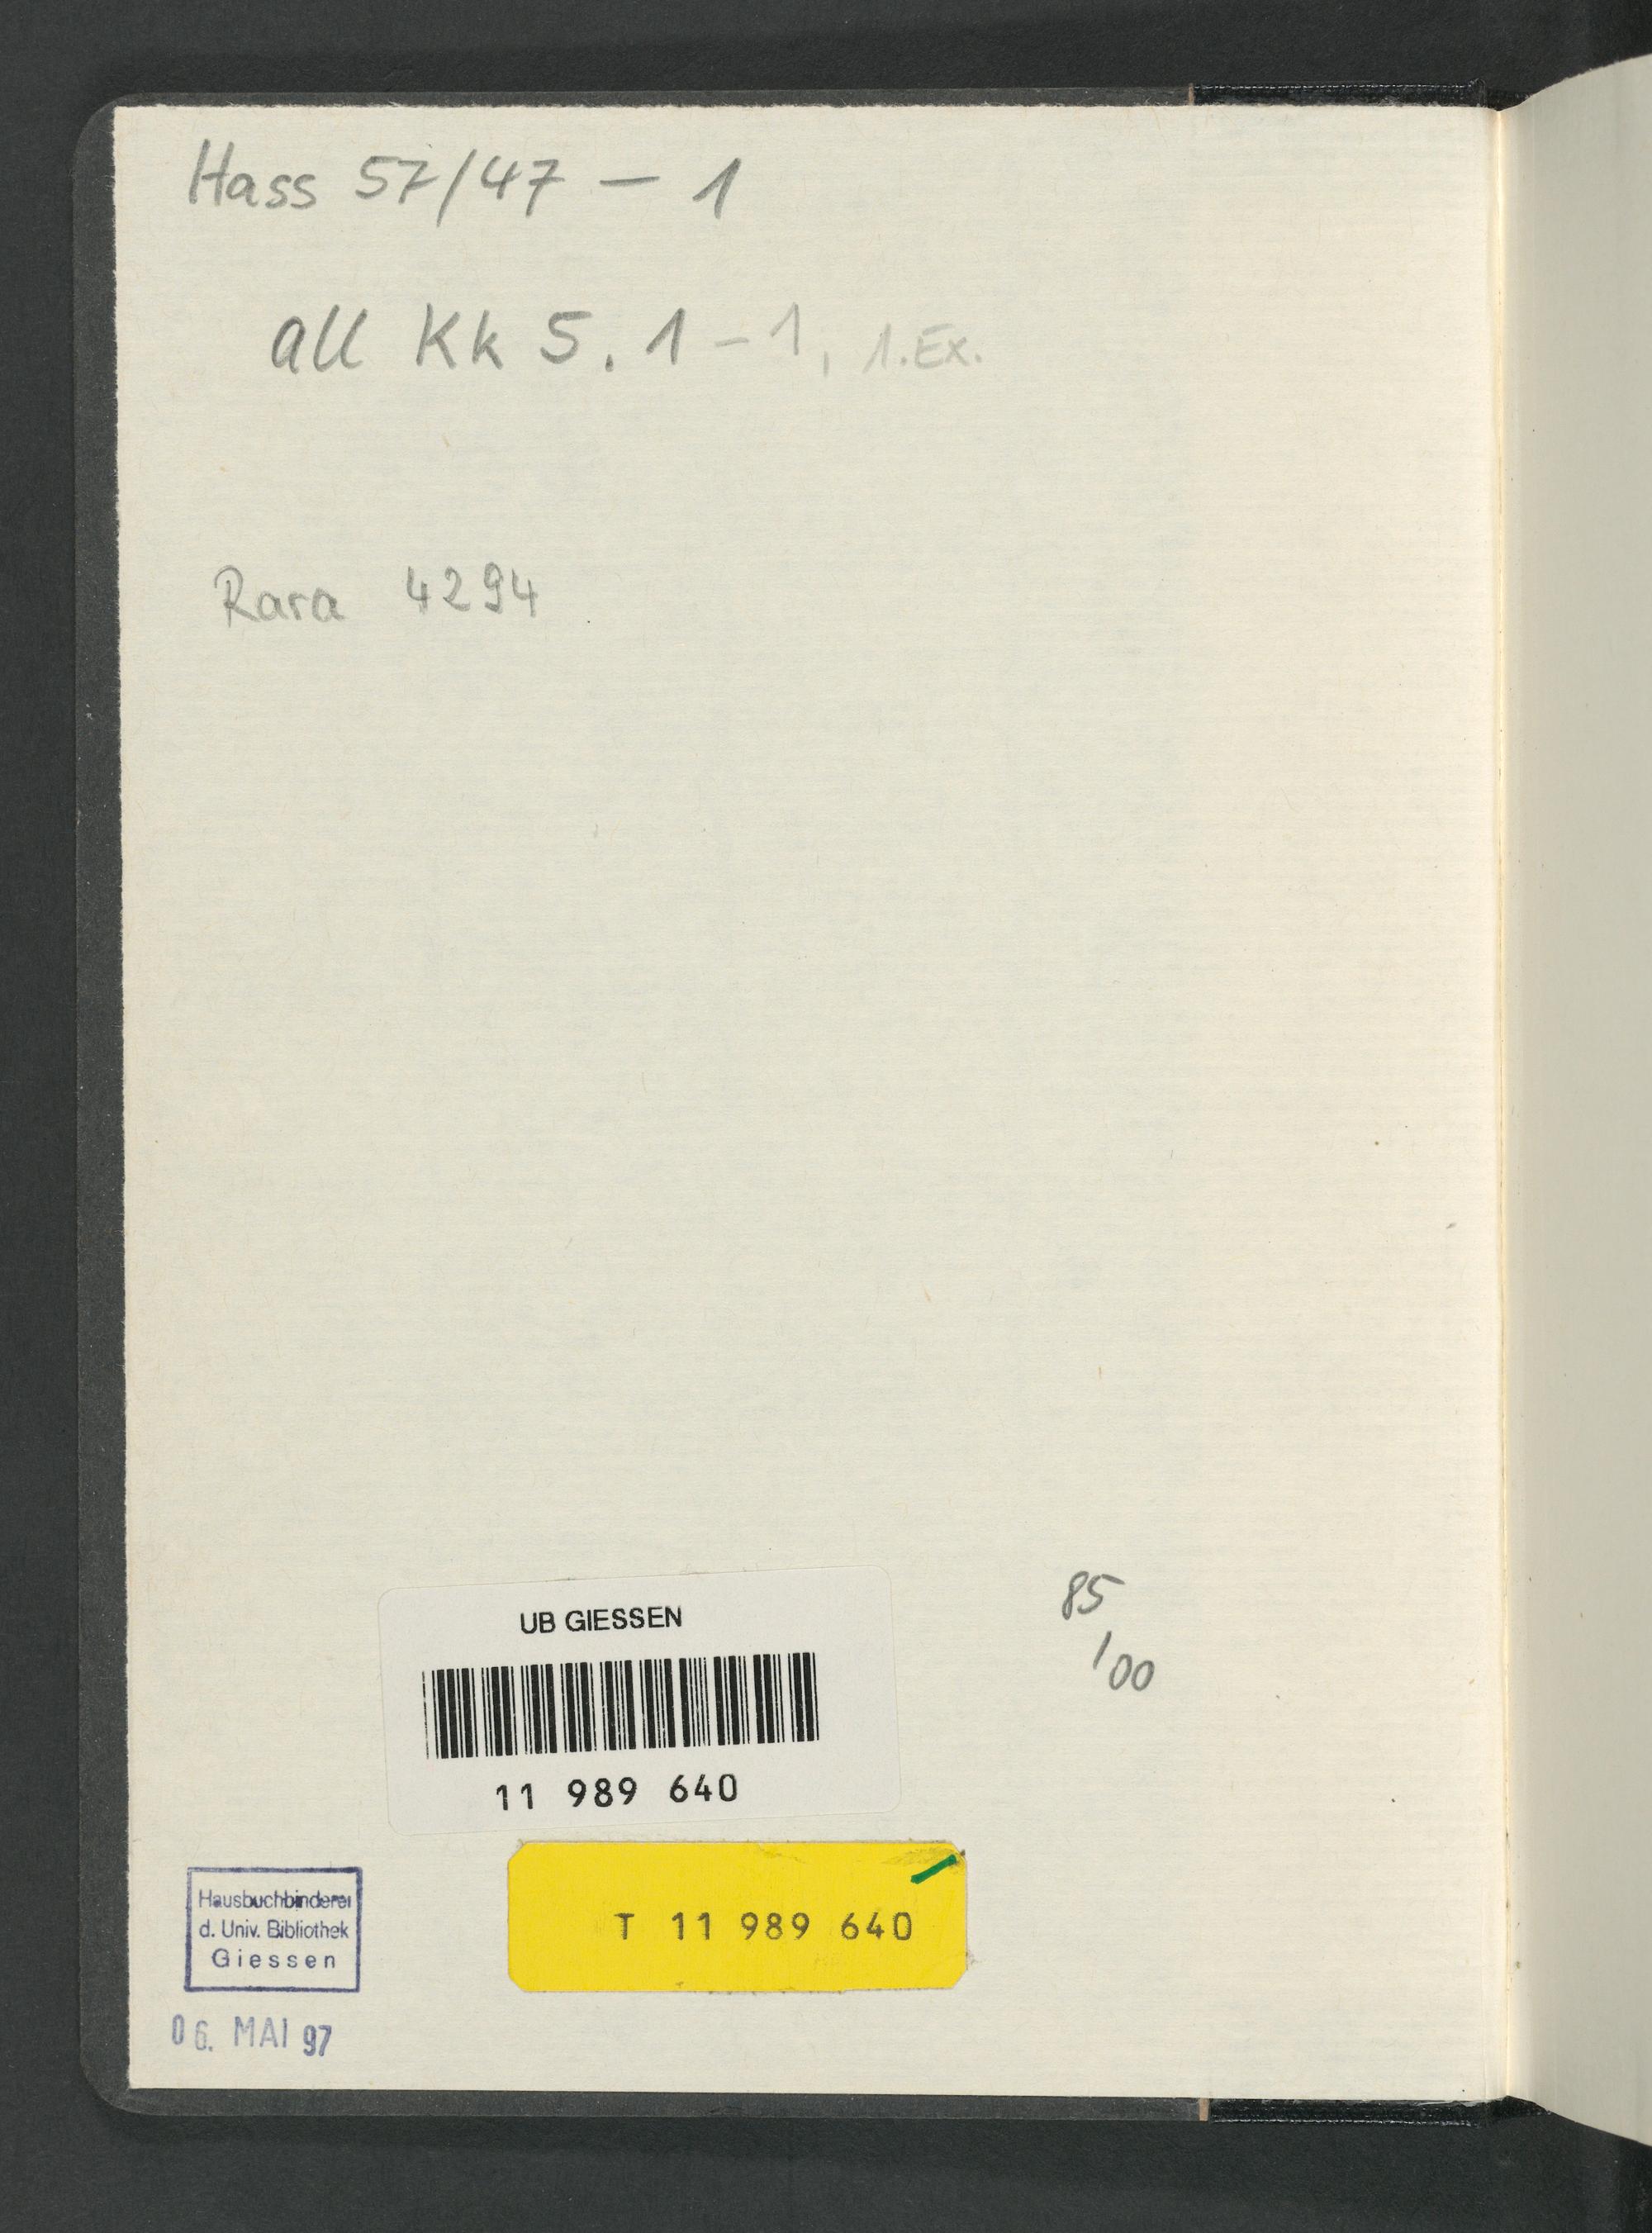 Hass 57/47 – 1
all Kk 5. 1 – 1, 1. Ex.
Rara 4294
85
/00
UB GIESSEN
11 989 640
T 11 989 640
Hausbuchbinderei
d. Univ. Bibliothek
Giessen
06. MAI 97